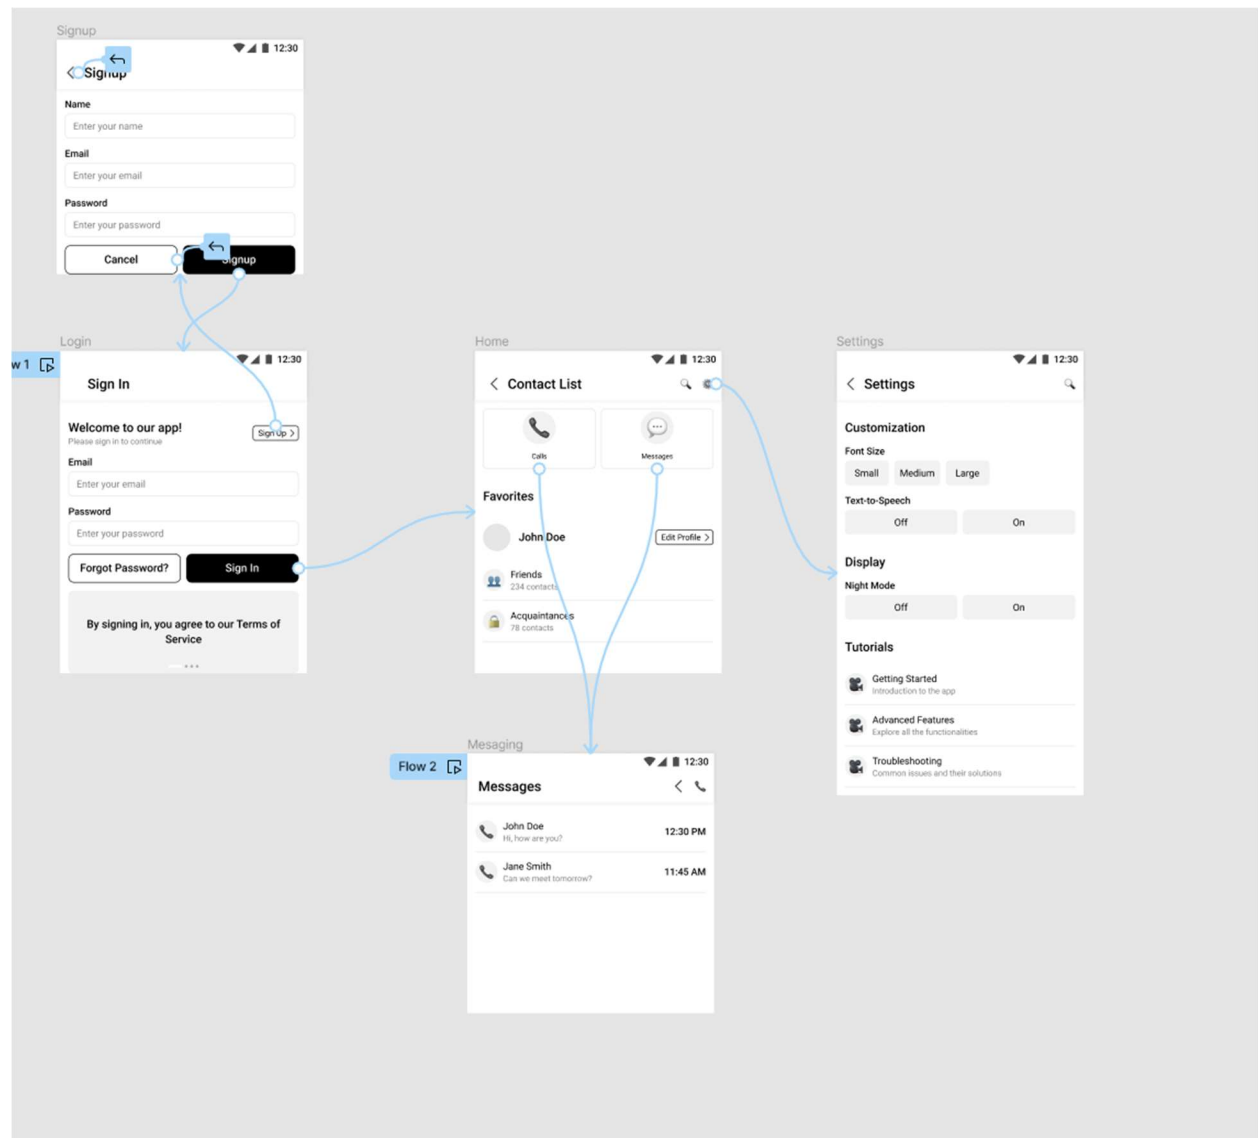 Signup
12:30
Signup
Name
Enter your name
Email
Enter your email
Password
Enter your password
Cancel
Signup
Login
w 1
12:30
Sign In
Welcome to our app!
Please sign in to continue
Sign Up
Email
Enter your email
Password
Enter your password
Forgot Password?
Sign In
By signing in, you agree to our Terms of
Service
Home
12:30
Contact List
Calls
Messages
Favorites
John Doe
Edit Profile
Friends
234 contacts
Acquaintances
78 contacts
Settings
12:30
Settings
Customization
Font Size
Small Medium Large
Text-to-Speech
Off On
Display
Night Mode
Off On
Tutorials
Getting Started
Introduction to the app
Advanced Features
Explore all the functionalities
Troubleshooting
Common issues and their solutions
Mesaging
Flow 2
12:30
Messages
John Doe
Hi, how are you?
12:30 PM
Jane Smith
Can we meet tomorrow?
11:45 AM